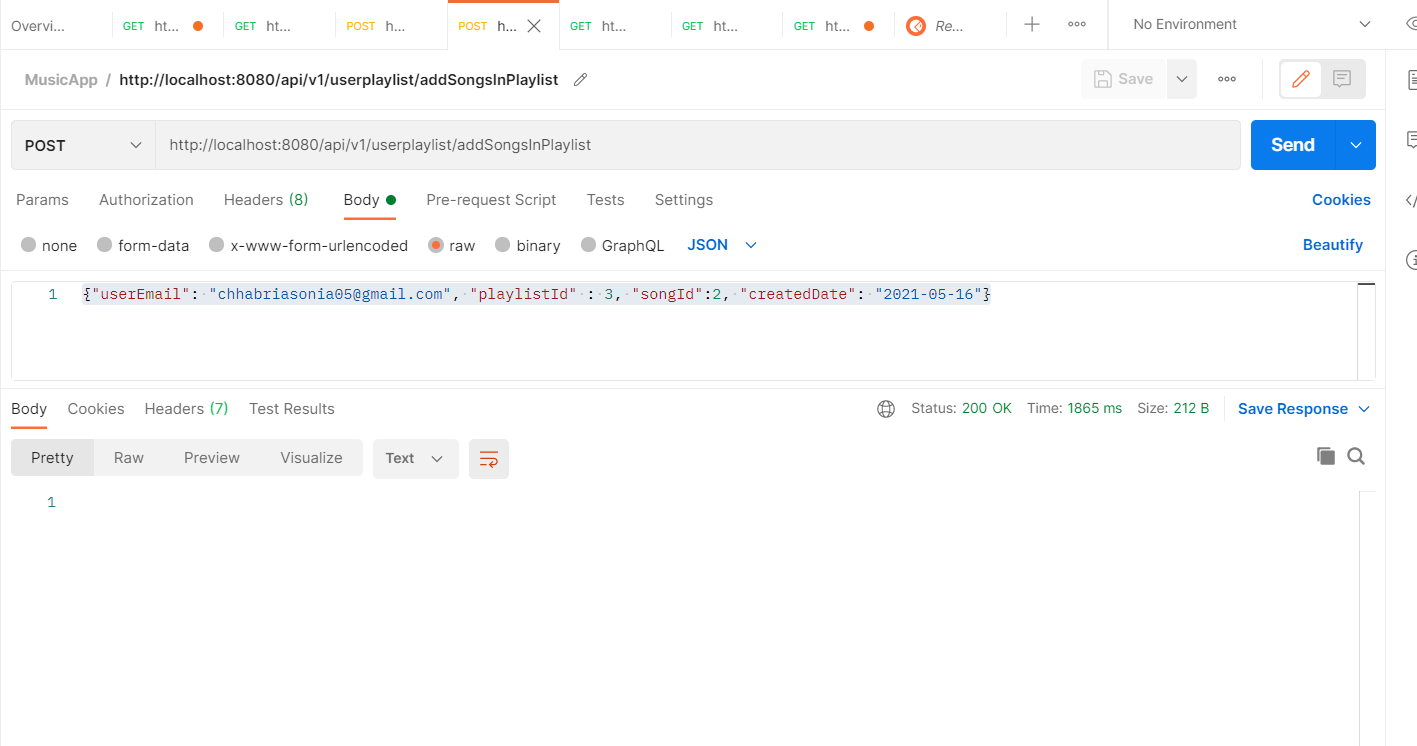 Overvi... GET ht... GET ht... POST h... POST h... GET ht... GET ht... GET ht... Re... No Environment
MusicApp / http://localhost:8080/api/v1/userplaylist/addSongsInPlaylist Save
POST http://localhost:8080/api/v1/userplaylist/addSongsInPlaylist Send
Params Authorization Headers (8) Body Pre-request Script Tests Settings Cookies
none form-data x-www-form-urlencoded raw binary GraphQL JSON Beautify
1 {"userEmail": "chhabriasonia05@gmail.com", "playlistId" : 3, "songId":2, "createdDate": "2021-05-16"}
Body Cookies Headers (7) Test Results Status: 200 OK Time: 1865 ms Size: 212 B Save Response
Pretty Raw Preview Visualize Text
1